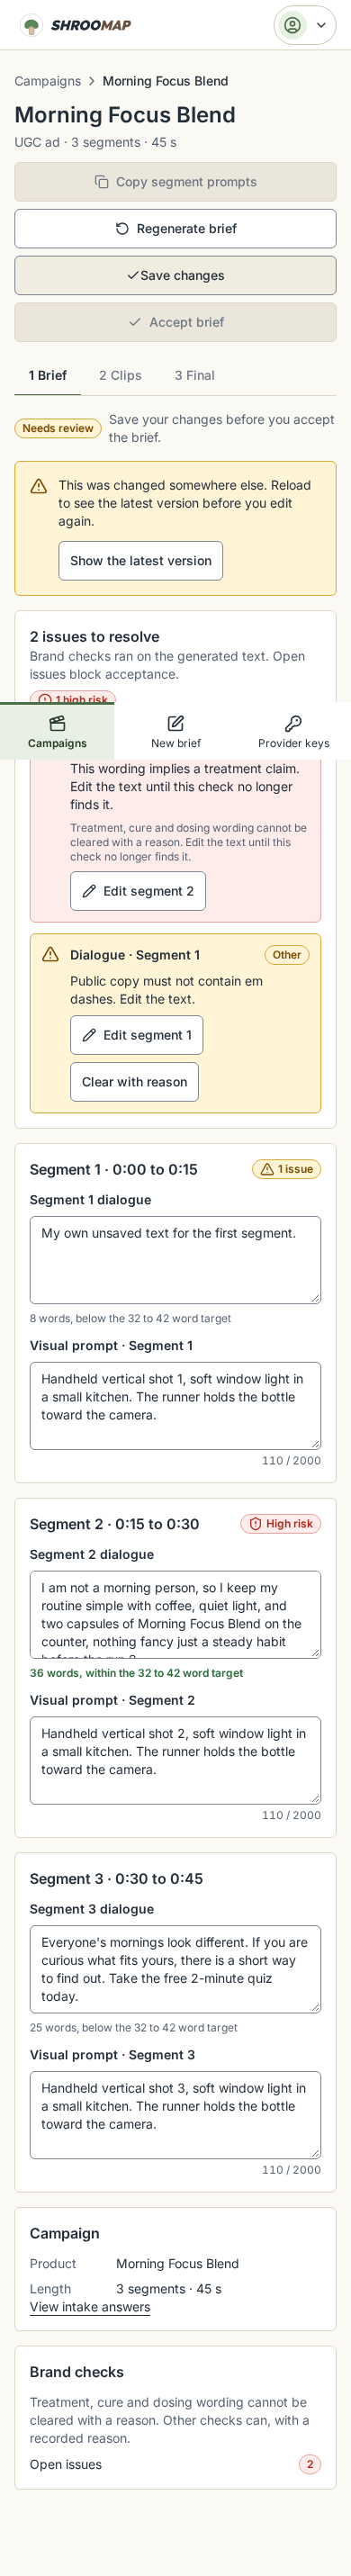 SHROOMAP
Campaigns > Morning Focus Blend
Morning Focus Blend
UGC ad · 3 segments · 45 s
Copy segment prompts
Regenerate brief
Save changes
Accept brief
1 Brief 2 Clips 3 Final
Needs review
Save your changes before you accept
the brief.
This was changed somewhere else. Reload
to see the latest version before you edit
again.
Show the latest version
2 issues to resolve
Brand checks ran on the generated text. Open
issues block acceptance.
1 high risk
Campaigns
New brief
Provider keys
This wording implies a treatment claim.
Edit the text until this check no longer
finds it.
Treatment, cure and dosing wording cannot be
cleared with a reason. Edit the text until this
check no longer finds it.
Edit segment 2
Dialogue · Segment 1
Other
Public copy must not contain em
dashes. Edit the text.
Edit segment 1
Clear with reason
Segment 1 · 0:00 to 0:15
1 issue
Segment 1 dialogue
My own unsaved text for the first segment.
8 words, below the 32 to 42 word target
Visual prompt · Segment 1
Handheld vertical shot 1, soft window light in
a small kitchen. The runner holds the bottle
toward the camera.
110 / 2000
Segment 2 · 0:15 to 0:30
High risk
Segment 2 dialogue
I am not a morning person, so I keep my
routine simple with coffee, quiet light, and
two capsules of Morning Focus Blend on the
counter, nothing fancy just a steady habit
36 words, within the 32 to 42 word target
Visual prompt · Segment 2
Handheld vertical shot 2, soft window light in
a small kitchen. The runner holds the bottle
toward the camera.
110 / 2000
Segment 3 · 0:30 to 0:45
Segment 3 dialogue
Everyone's mornings look different. If you are
curious what fits yours, there is a short way
to find out. Take the free 2-minute quiz
today.
25 words, below the 32 to 42 word target
Visual prompt · Segment 3
Handheld vertical shot 3, soft window light in
a small kitchen. The runner holds the bottle
toward the camera.
110 / 2000
Campaign
Product Morning Focus Blend
Length 3 segments · 45 s
View intake answers
Brand checks
Treatment, cure and dosing wording cannot be
cleared with a reason. Other checks can, with a
recorded reason.
Open issues 2